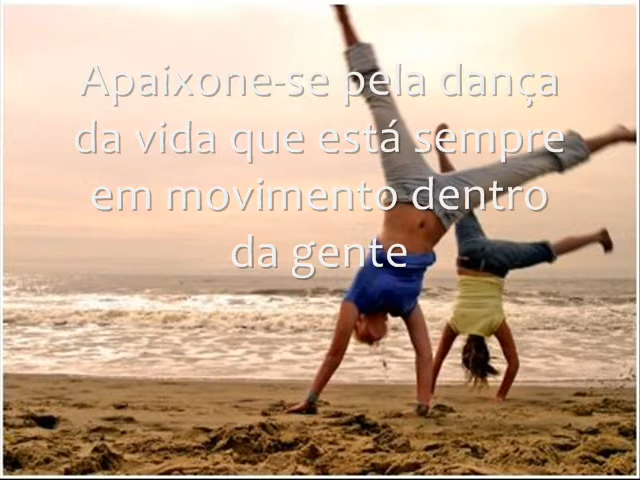 Apaixone-se pela dança
da vida que está sempre
em movimento dentro
da gente